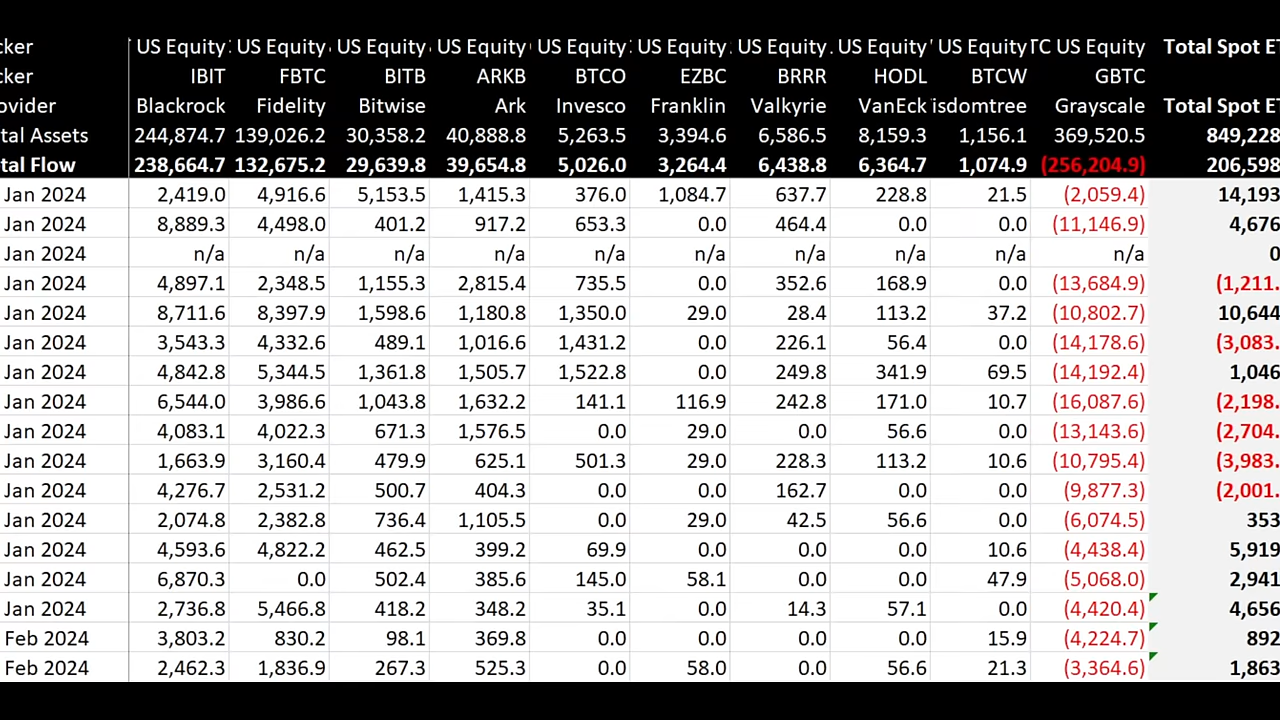 cker US Equity US Equity US Equity US Equity US Equity US Equity US Equity US Equity US Equity TC US Equity Total Spot ET
cker IBIT FBTC BITB ARKB BTCO EZBC BRRR HODL BTCW GBTC
ovider Blackrock Fidelity Bitwise Ark Invesco Franklin Valkyrie VanEck isdomtree Grayscale Total Spot ET
tal Assets 244,874.7 139,026.2 30,358.2 40,888.8 5,263.5 3,394.6 6,586.5 8,159.3 1,156.1 369,520.5 849,228
tal Flow 238,664.7 132,675.2 29,639.8 39,654.8 5,026.0 3,264.4 6,438.8 6,364.7 1,074.9 (256,204.9) 206,598
Jan 2024 2,419.0 4,916.6 5,153.5 1,415.3 376.0 1,084.7 637.7 228.8 21.5 (2,059.4) 14,193
Jan 2024 8,889.3 4,498.0 401.2 917.2 653.3 0.0 464.4 0.0 0.0 (11,146.9) 4,676
Jan 2024 n/a n/a n/a n/a n/a n/a n/a n/a n/a n/a 0
Jan 2024 4,897.1 2,348.5 1,155.3 2,815.4 735.5 0.0 352.6 168.9 0.0 (13,684.9) (1,211.
Jan 2024 8,711.6 8,397.9 1,598.6 1,180.8 1,350.0 29.0 28.4 113.2 37.2 (10,802.7) 10,644
Jan 2024 3,543.3 4,332.6 489.1 1,016.6 1,431.2 0.0 226.1 56.4 0.0 (14,178.6) (3,083.
Jan 2024 4,842.8 5,344.5 1,361.8 1,505.7 1,522.8 0.0 249.8 341.9 69.5 (14,192.4) 1,046
Jan 2024 6,544.0 3,986.6 1,043.8 1,632.2 141.1 116.9 242.8 171.0 10.7 (16,087.6) (2,198.
Jan 2024 4,083.1 4,022.3 671.3 1,576.5 0.0 29.0 0.0 56.6 0.0 (13,143.6) (2,704.
Jan 2024 1,663.9 3,160.4 479.9 625.1 501.3 29.0 228.3 113.2 10.6 (10,795.4) (3,983.
Jan 2024 4,276.7 2,531.2 500.7 404.3 0.0 0.0 162.7 0.0 0.0 (9,877.3) (2,001.
Jan 2024 2,074.8 2,382.8 736.4 1,105.5 0.0 29.0 42.5 56.6 0.0 (6,074.5) 353
Jan 2024 4,593.6 4,822.2 462.5 399.2 69.9 0.0 0.0 0.0 10.6 (4,438.4) 5,919
Jan 2024 6,870.3 0.0 502.4 385.6 145.0 58.1 0.0 0.0 47.9 (5,068.0) 2,941
Jan 2024 2,736.8 5,466.8 418.2 348.2 35.1 0.0 14.3 57.1 0.0 (4,420.4) 4,656
Feb 2024 3,803.2 830.2 98.1 369.8 0.0 0.0 0.0 0.0 15.9 (4,224.7) 892
Feb 2024 2,462.3 1,836.9 267.3 525.3 0.0 58.0 0.0 56.6 21.3 (3,364.6) 1,863